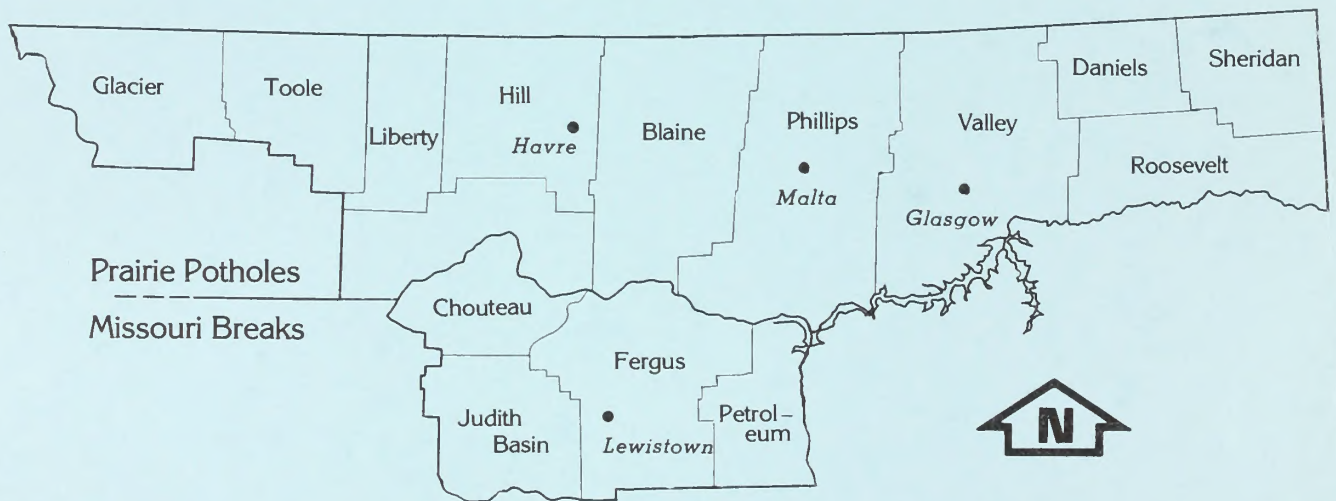 Glacier
Toole
Liberty
Hill
Havre
Blaine
Phillips
Malta
Valley
Glasgow
Daniels
Sheridan
Roosevelt
Prairie Potholes
Missouri Breaks
Chouteau
Fergus
Judith
Basin
Lewistown
Petrol-
eum
N